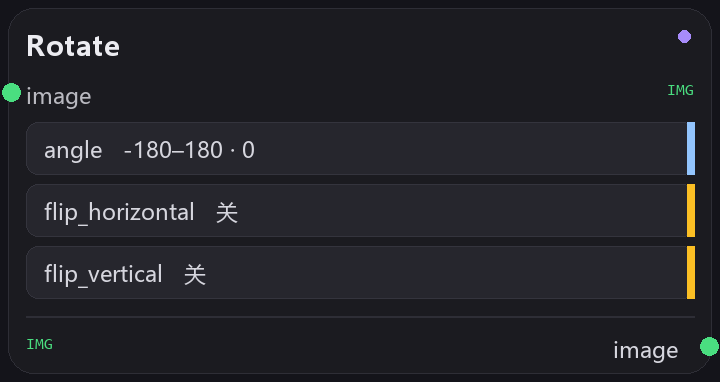 Rotate
image IMG
angle -180–180 · 0
flip_horizontal 关
flip_vertical 关
IMG image